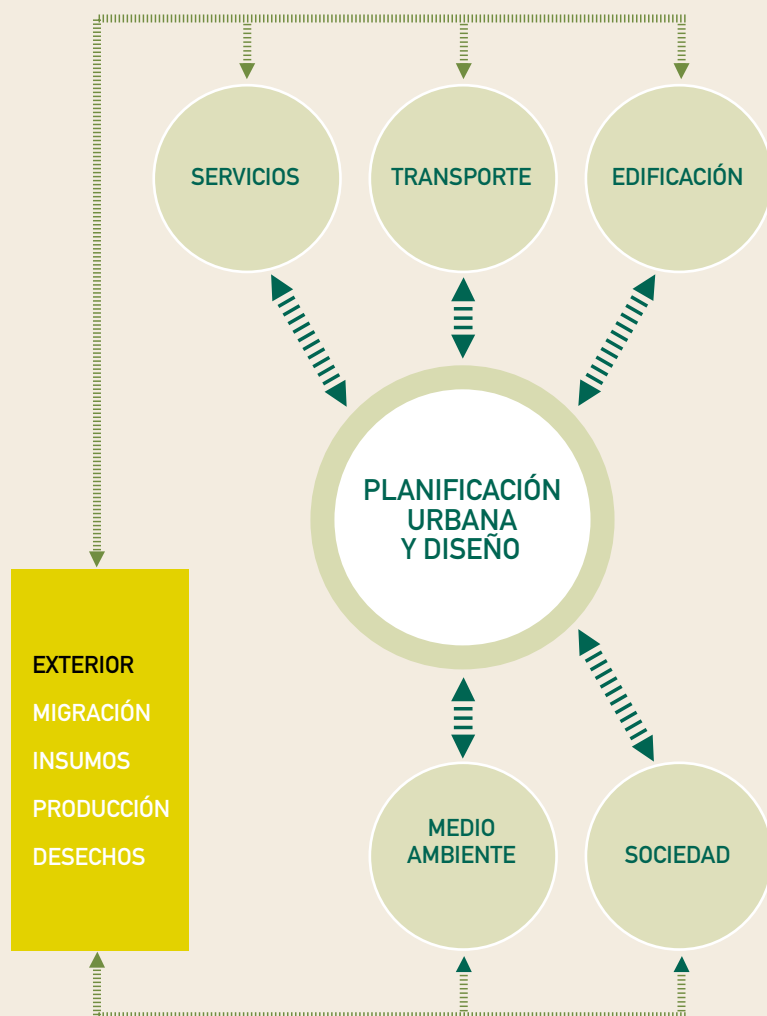 SERVICIOS
TRANSPORTE
EDIFICACIÓN
PLANIFICACIÓN
URBANA
Y DISEÑO
EXTERIOR
MIGRACIÓN
INSUMOS
PRODUCCIÓN
DESECHOS
MEDIO
AMBIENTE
SOCIEDAD